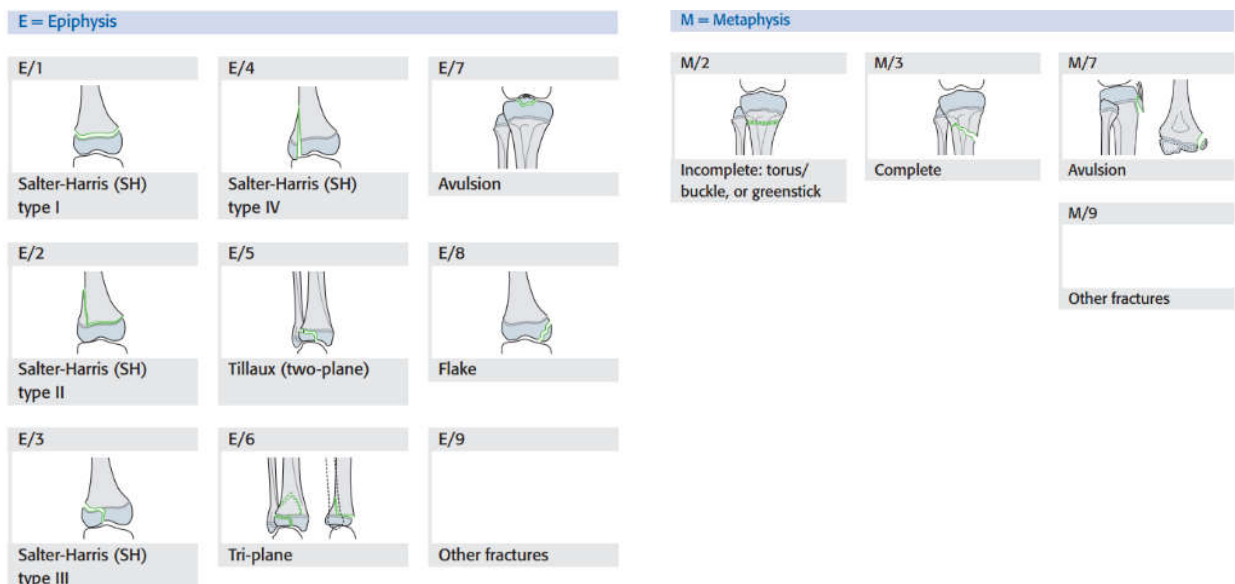 E = Epiphysis
E/1
E/4
E/7
Salter-Harris (SH)
type I
Salter-Harris (SH)
type IV
Avulsion
E/2
E/5
E/8
Salter-Harris (SH)
type II
Tillaux (two-plane)
Flake
E/3
E/6
E/9
Salter-Harris (SH)
type III
Tri-plane
Other fractures
M = Metaphysis
M/2
M/3
M/7
Incomplete: torus/
buckle, or greenstick
Complete
Avulsion
M/9
Other fractures